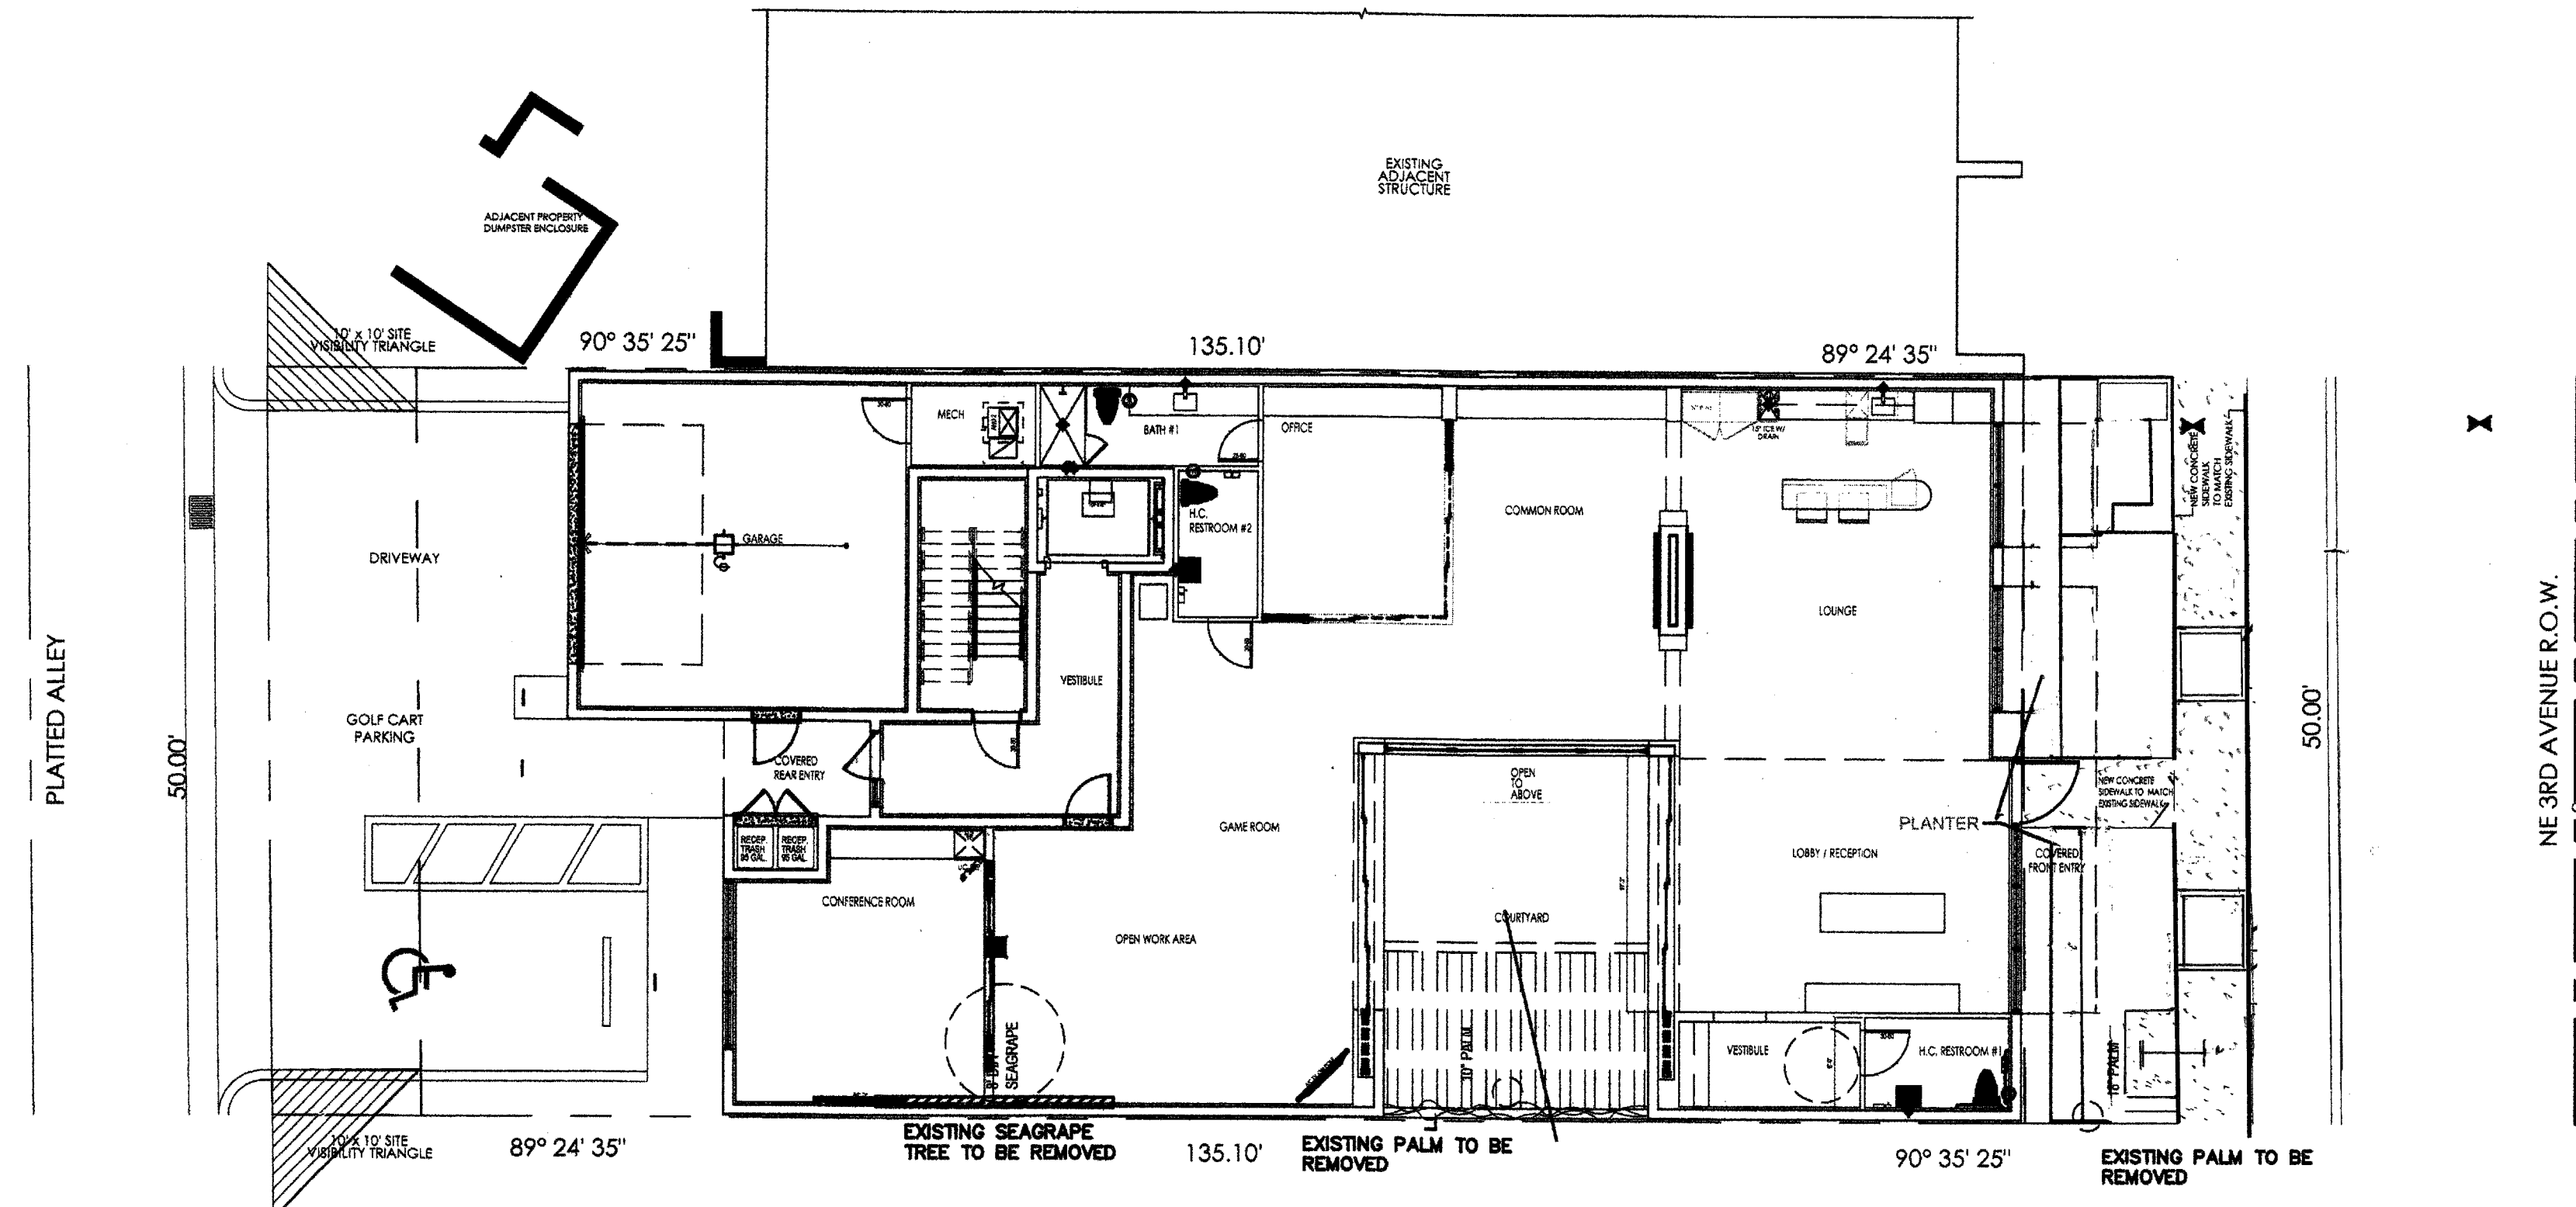 EXISTING
ADJACENT
STRUCTURE
ADJACENT PROPERTY
DUMPSTER ENCLOSURE
10' x 10' SITE
VISIBILITY TRIANGLE
90° 35' 25"
135.10'
89° 24' 35"
MECH
BATH #1
OFFICE
15" ICE W/
DRAIN
NEW CONCRETE
SIDEWALK
TO MATCH
EXISTING SIDEWALK
H.C.
RESTROOM #2
COMMON ROOM
GARAGE
DRIVEWAY
LOUNGE
PLATTED ALLEY
NE 3RD AVENUE R.O.W.
VESTIBULE
GOLF CART
PARKING
50.00'
50.00'
COVERED
REAR ENTRY
OPEN
TO
ABOVE
NEW CONCRETE
SIDEWALK TO MATCH
EXISTING SIDEWALK
GAME ROOM
PLANTER
RECEP.
TRASH
95 GAL.
RECEP.
TRASH
95 GAL.
LOBBY / RECEPTION
COVERED
FRONT ENTRY
CONFERENCE ROOM
COURTYARD
OPEN WORK AREA
SEAGRAPE
10" PALM
VESTIBULE
H.C. RESTROOM #1
18" PALM
10' x 10' SITE
VISIBILITY TRIANGLE
89° 24' 35"
EXISTING SEAGRAPE
TREE TO BE REMOVED
135.10'
EXISTING PALM TO BE
REMOVED
90° 35' 25"
EXISTING PALM TO BE
REMOVED